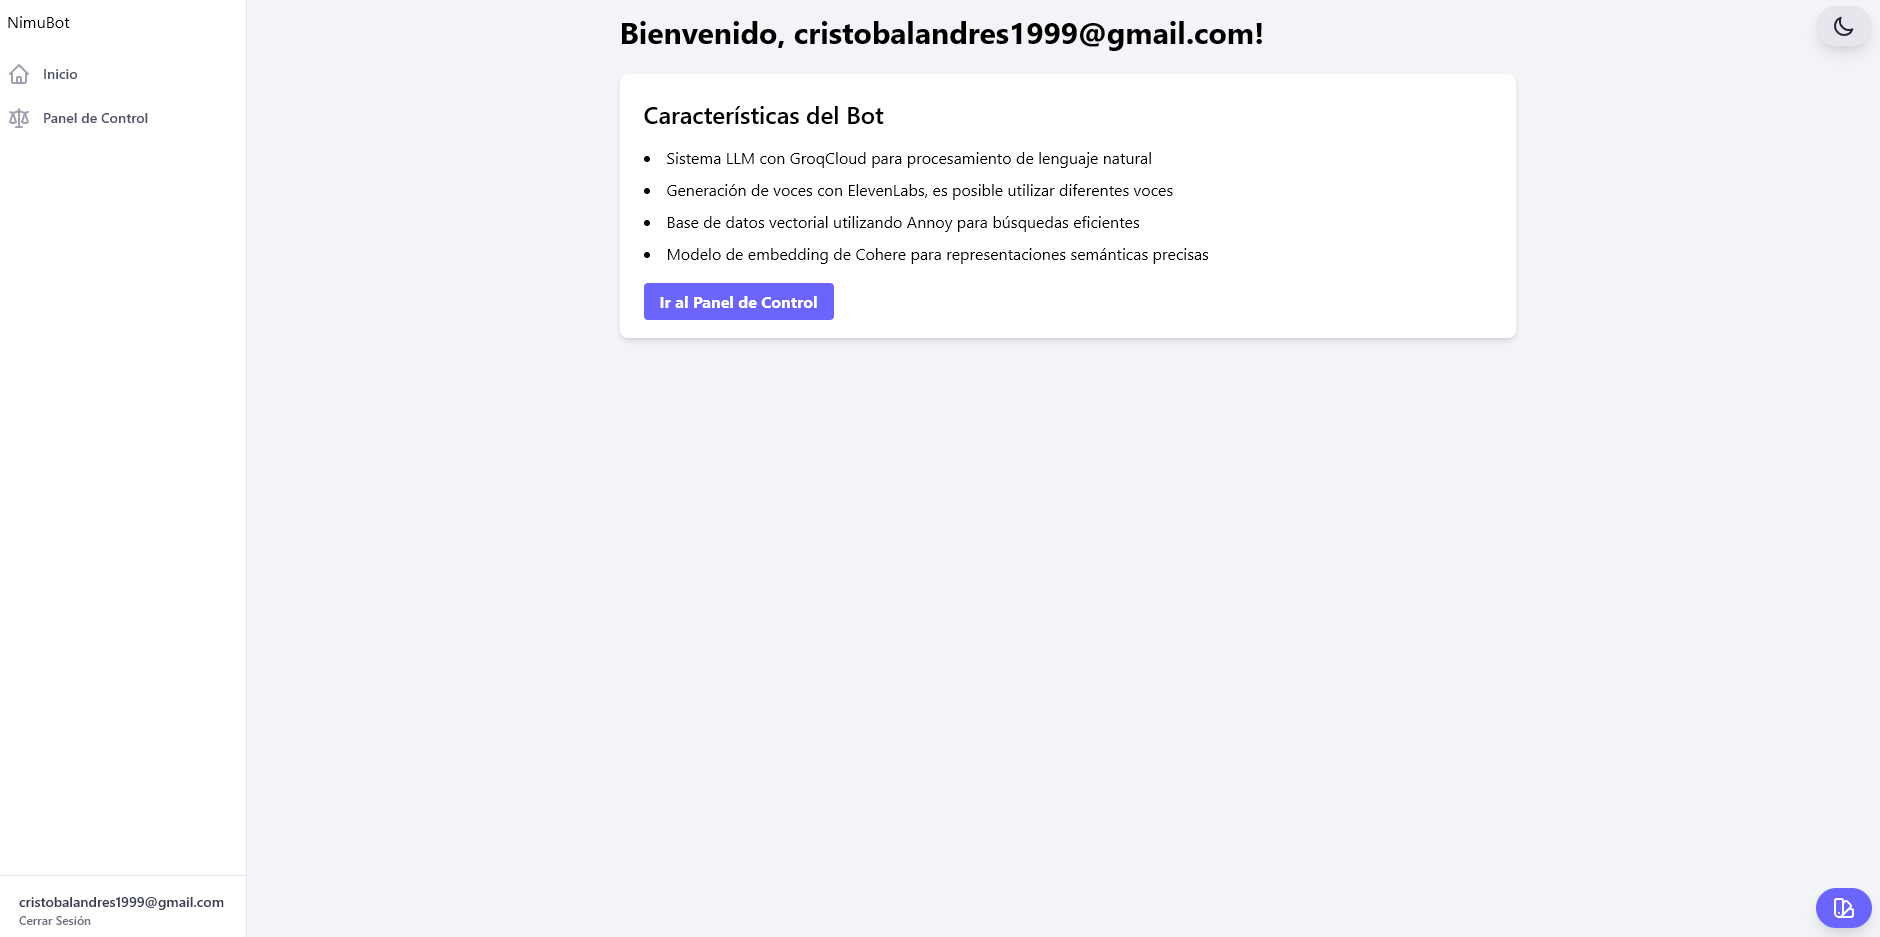 NimuBot
Inicio
Panel de Control
cristobalandres1999@gmail.com
Cerrar Sesión
Bienvenido, cristobalandres1999@gmail.com!
Características del Bot
• Sistema LLM con GroqCloud para procesamiento de lenguaje natural
• Generación de voces con ElevenLabs, es posible utilizar diferentes voces
• Base de datos vectorial utilizando Annoy para búsquedas eficientes
• Modelo de embedding de Cohere para representaciones semánticas precisas
Ir al Panel de Control